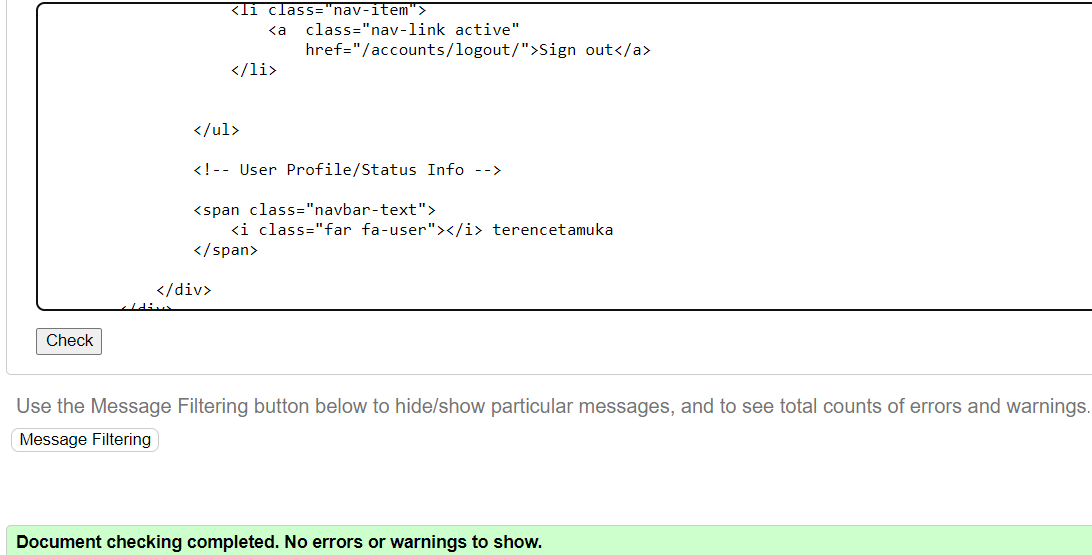 <li class="nav-item">
<a  class="nav-link active"
href="/accounts/logout/">Sign out</a>
</li>
</ul>
<!-- User Profile/Status Info -->
<span class="navbar-text">
<i class="far fa-user"></i> terencetamuka
</span>
</div>
</div>
Check
Use the Message Filtering button below to hide/show particular messages, and to see total counts of errors and warnings.
Message Filtering
Document checking completed. No errors or warnings to show.